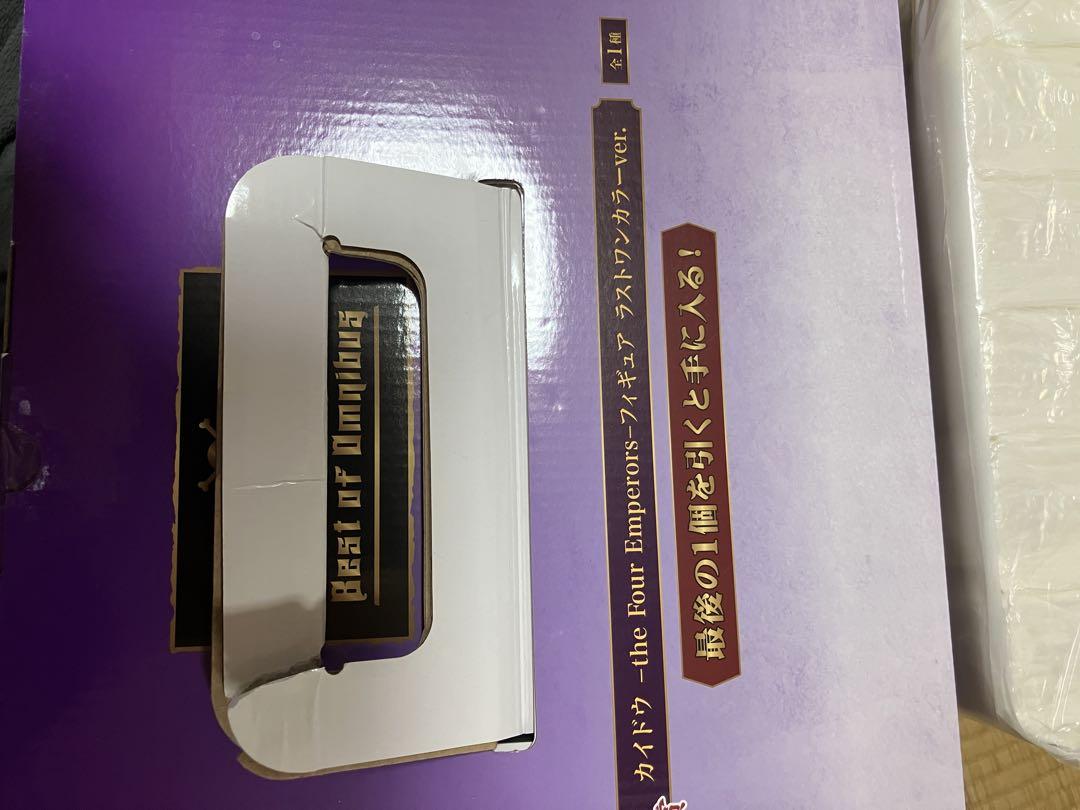 Best of Omnibus
カイドウ -the Four Emperors-フィギュア ラストワンカラーver.
全1種
最後の1個を引くと手に入る!
賞